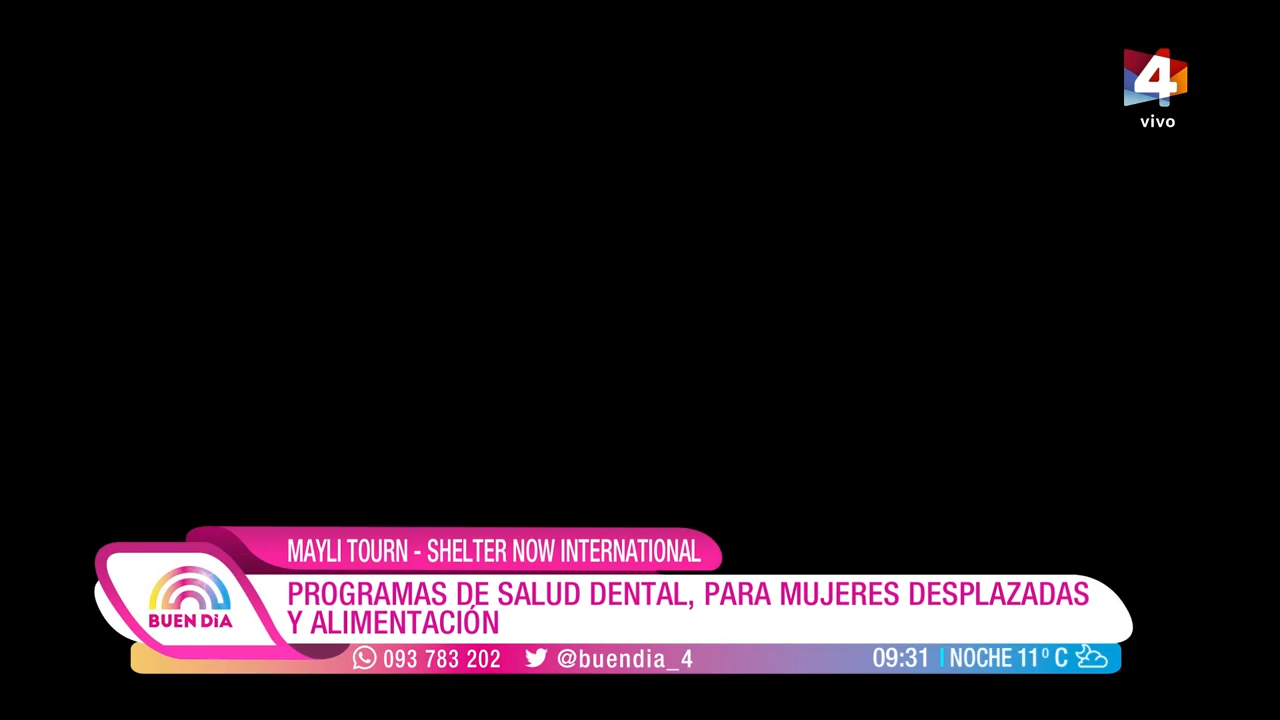 4
vivo
MAYLI TOURN - SHELTER NOW INTERNATIONAL
PROGRAMAS DE SALUD DENTAL, PARA MUJERES DESPLAZADAS
Y ALIMENTACIÓN
BUEN DíA
093 783 202 @buendia_4 09:31 | NOCHE 11º C